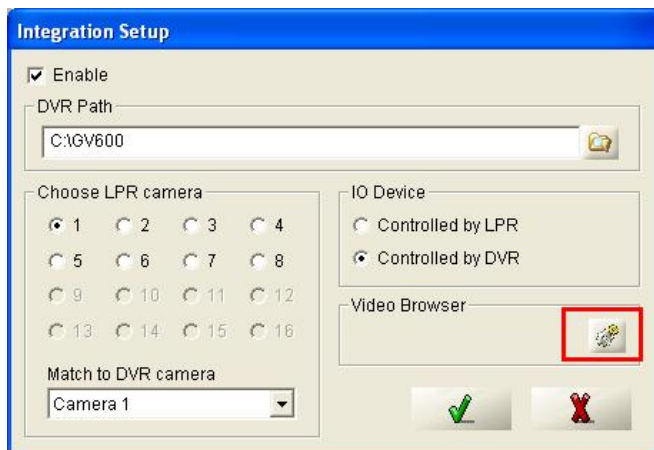 Integration Setup
Enable
DVR Path
C:\GV600
Choose LPR camera
1 2 3 4
5 6 7 8
9 10 11 12
13 14 15 16
Match to DVR camera
Camera 1
IO Device
Controlled by LPR
Controlled by DVR
Video Browser